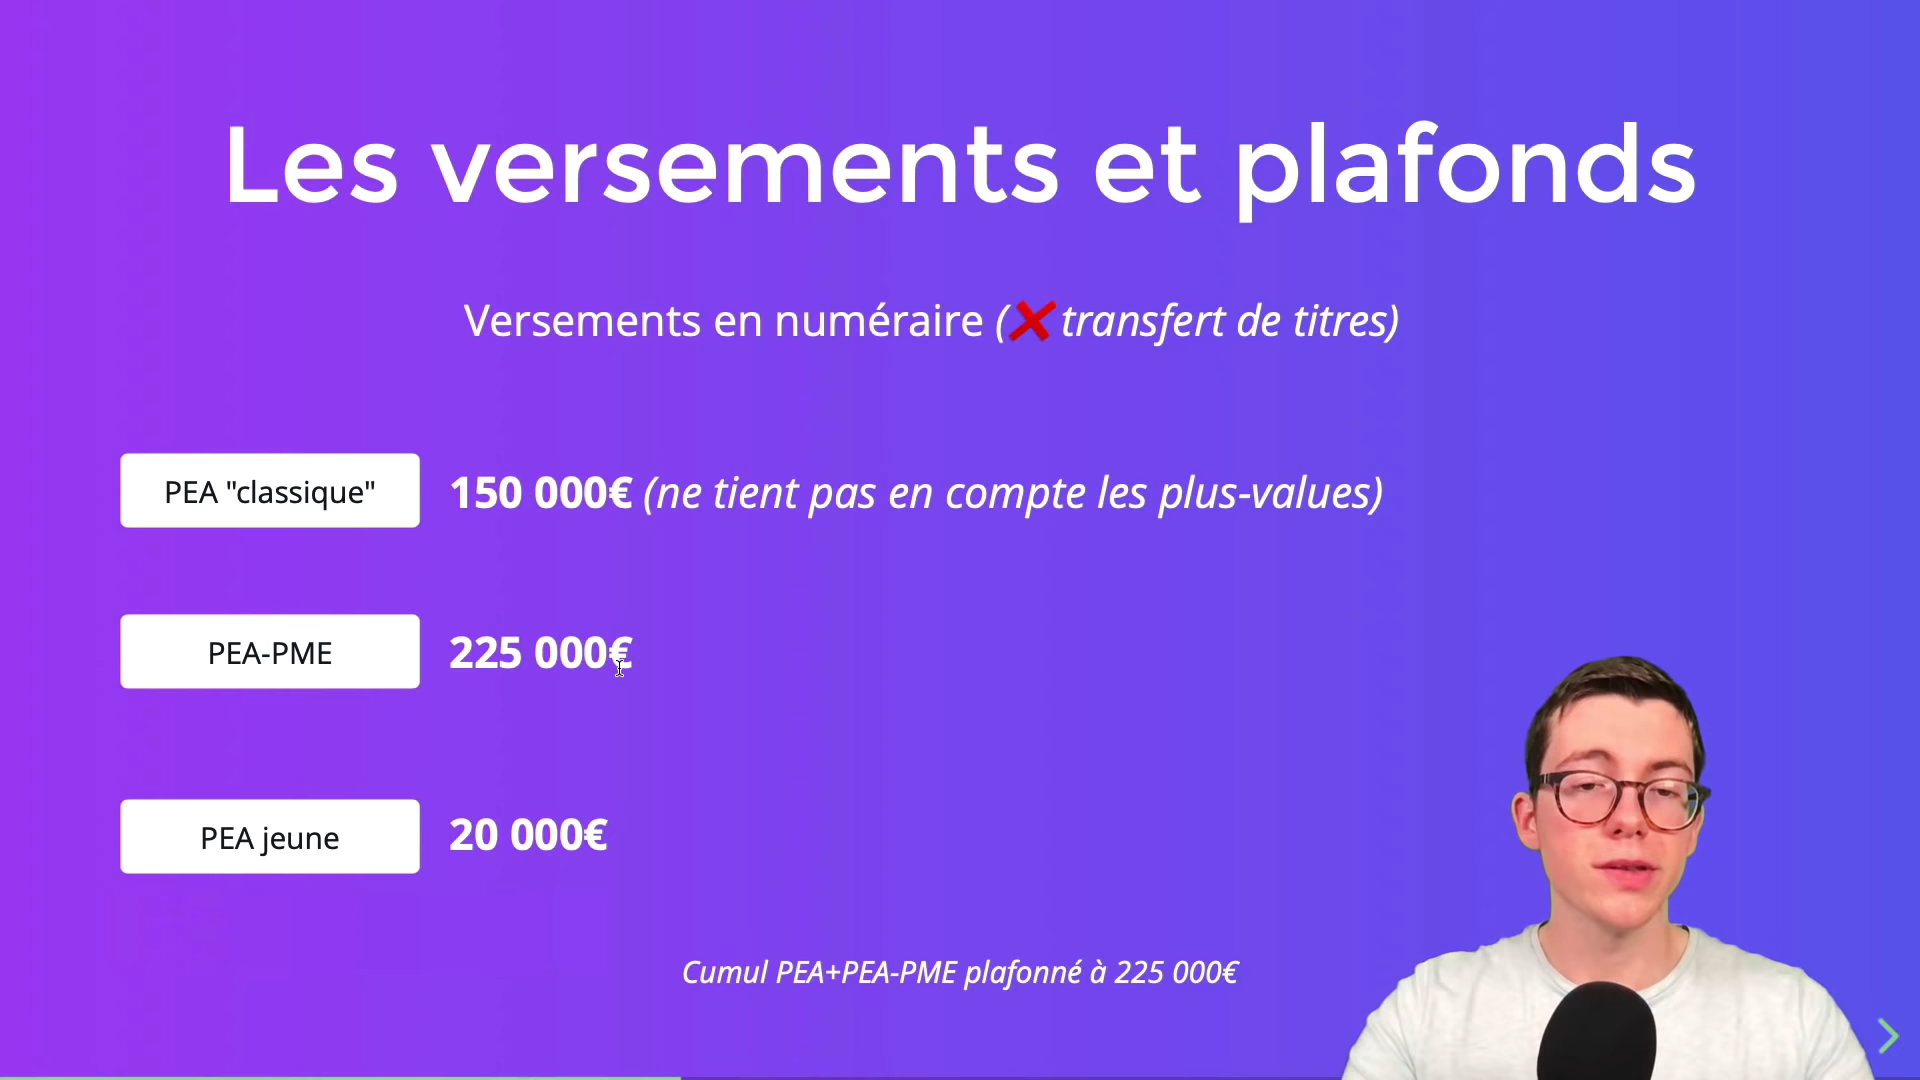 Les versements et plafonds
Versements en numéraire (❌ transfert de titres)
PEA "classique" 150 000€ (ne tient pas en compte les plus-values)
PEA-PME 225 000€
PEA jeune 20 000€
Cumul PEA+PEA-PME plafonné à 225 000€